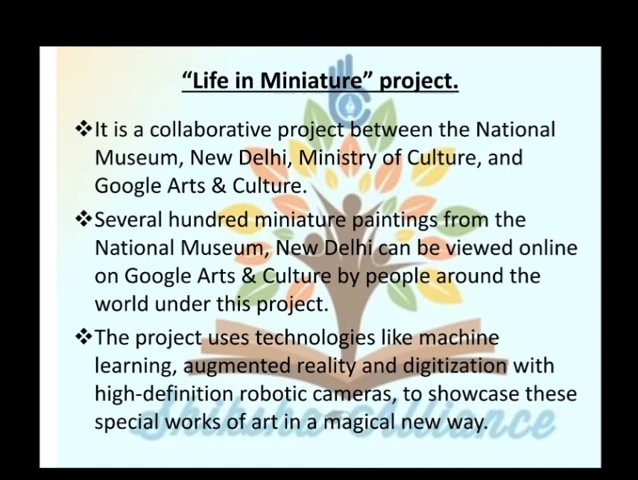 “Life in Miniature” project.
❖It is a collaborative project between the National
Museum, New Delhi, Ministry of Culture, and
Google Arts & Culture.
❖Several hundred miniature paintings from the
National Museum, New Delhi can be viewed online
on Google Arts & Culture by people around the
world under this project.
❖The project uses technologies like machine
learning, augmented reality and digitization with
high-definition robotic cameras, to showcase these
special works of art in a magical new way.
Shiksha Alliance